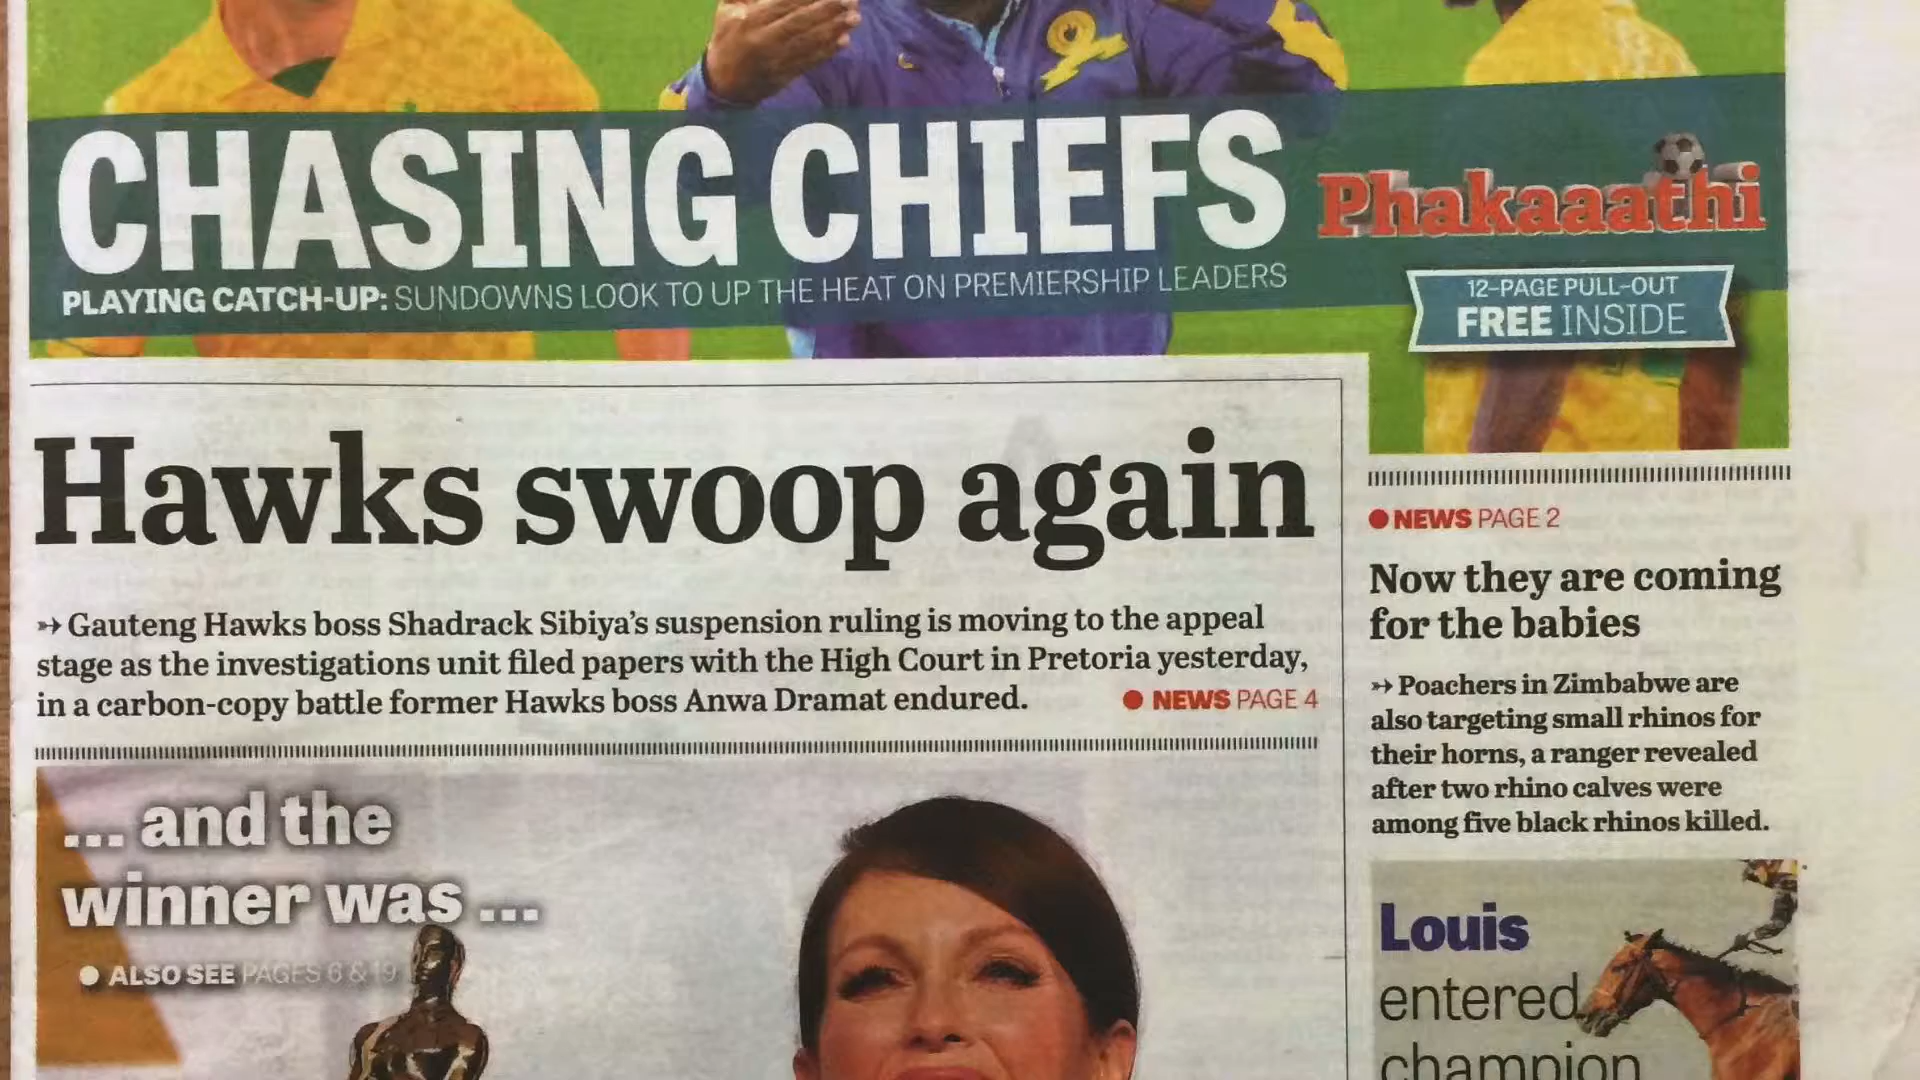 CHASING CHIEFS
PLAYING CATCH-UP: SUNDOWNS LOOK TO UP THE HEAT ON PREMIERSHIP LEADERS
Phakaaathi
12-PAGE PULL-OUT
FREE INSIDE
Hawks swoop again
➳ Gauteng Hawks boss Shadrack Sibiya's suspension ruling is moving to the appeal
stage as the investigations unit filed papers with the High Court in Pretoria yesterday,
in a carbon-copy battle former Hawks boss Anwa Dramat endured.
● NEWS PAGE 4
... and the
winner was ...
● ALSO SEE PAGES 6 & 19
● NEWS PAGE 2
Now they are coming
for the babies
➳ Poachers in Zimbabwe are
also targeting small rhinos for
their horns, a ranger revealed
after two rhino calves were
among five black rhinos killed.
Louis
entered
champion